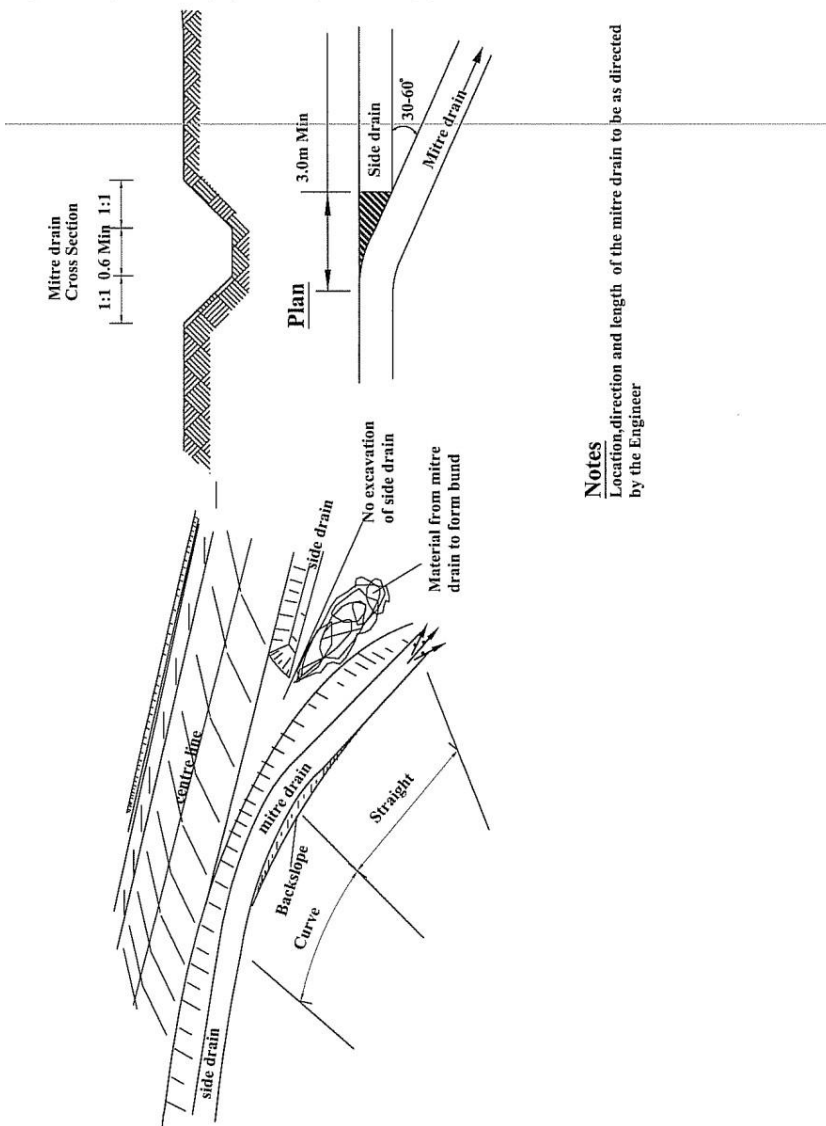 Mitre drain
Cross Section
1:1 0.6 Min 1:1
Plan
3.0m Min
Side drain
30-60°
Mitre drain
No excavation
of side drain
side drain
Material from mitre
drain to form bund
centre line
mitre drain
Backslope
Straight
Curve
side drain
Notes
Location,direction and length of the mitre drain to be as directed
by the Engineer